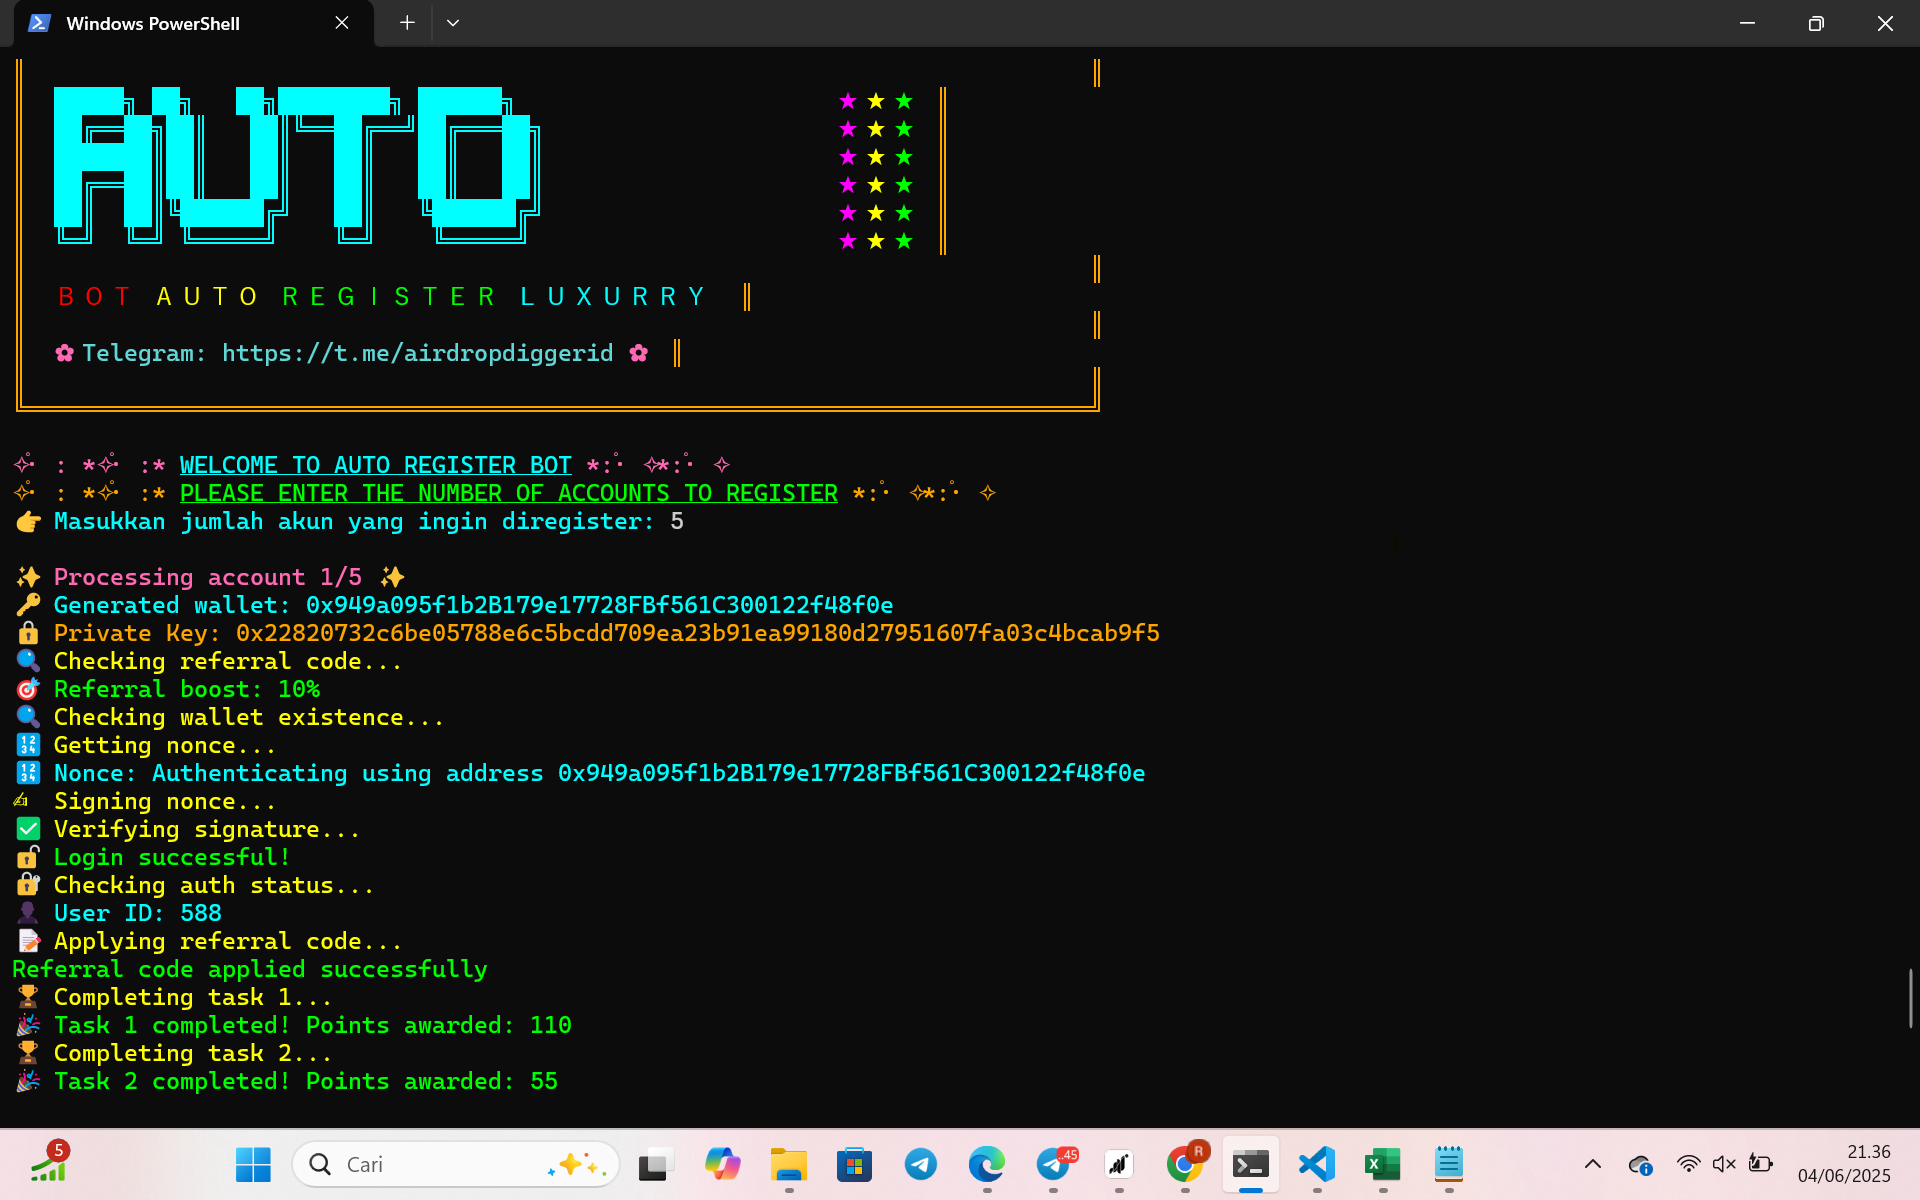 Windows PowerShell
AUTO
★ ★ ★
★ ★ ★
★ ★ ★
★ ★ ★
★ ★ ★
★ ★ ★
BOT AUTO REGISTER LUXURRY
✿ Telegram: https://t.me/airdropdiggerid ✿
WELCOME TO AUTO REGISTER BOT
PLEASE ENTER THE NUMBER OF ACCOUNTS TO REGISTER
👉 Masukkan jumlah akun yang ingin diregister: 5
✨ Processing account 1/5 ✨
🔑 Generated wallet: 0x949a095f1b2B179e17728FBf561C300122f48f0e
🔒 Private Key: 0x22820732c6be05788e6c5bcdd709ea23b91ea99180d27951607fa03c4bcab9f5
🔍 Checking referral code...
🎯 Referral boost: 10%
🔍 Checking wallet existence...
🔢 Getting nonce...
🔢 Nonce: Authenticating using address 0x949a095f1b2B179e17728FBf561C300122f48f0e
✍ Signing nonce...
✅ Verifying signature...
🔓 Login successful!
🔐 Checking auth status...
👤 User ID: 588
📝 Applying referral code...
Referral code applied successfully
🏆 Completing task 1...
🎉 Task 1 completed! Points awarded: 110
🏆 Completing task 2...
🎉 Task 2 completed! Points awarded: 55
5
Cari
..45
R
21.36
04/06/2025